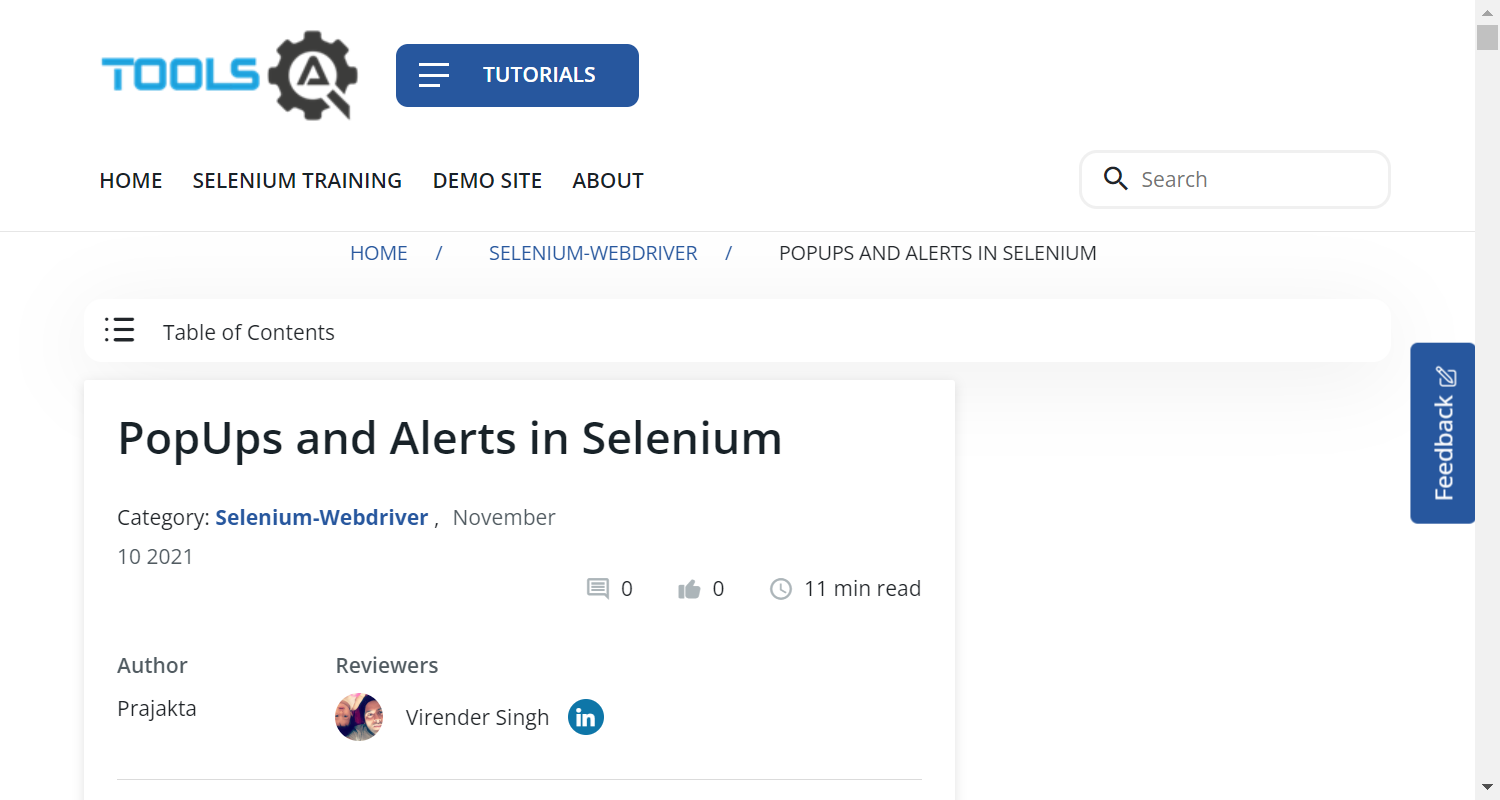 TOOLS QA
TUTORIALS
HOME SELENIUM TRAINING DEMO SITE ABOUT
Search
HOME / SELENIUM-WEBDRIVER / POPUPS AND ALERTS IN SELENIUM
Table of Contents
Feedback
PopUps and Alerts in Selenium
Category: Selenium-Webdriver , November
10 2021
0 0 11 min read
Author Reviewers
Prajakta Virender Singh in